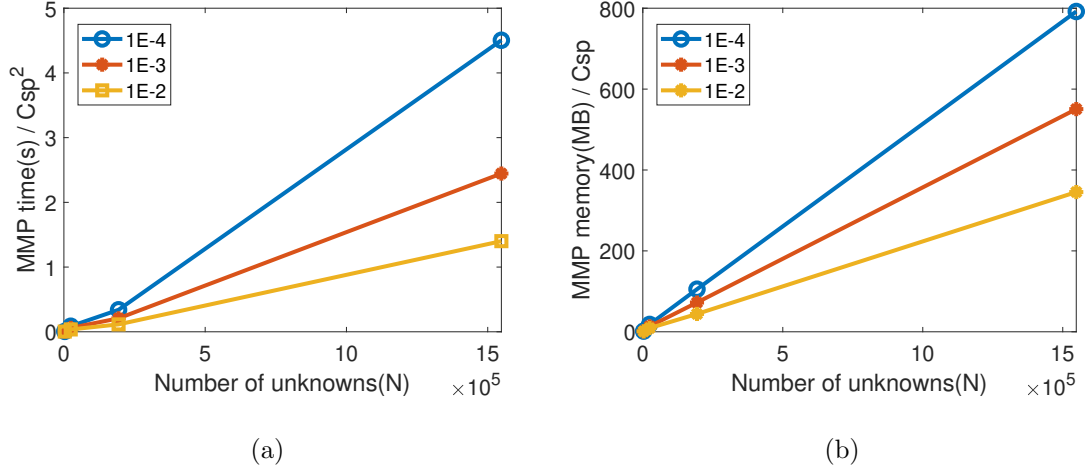 5
4
3
2
1
0
MMP time(s) / Csp²
1E-4
1E-3
1E-2
0
5
10
15
Number of unknowns(N)
×10⁵
(a)
800
600
400
200
0
MMP memory(MB) / Csp
1E-4
1E-3
1E-2
0
5
10
15
Number of unknowns(N)
×10⁵
(b)